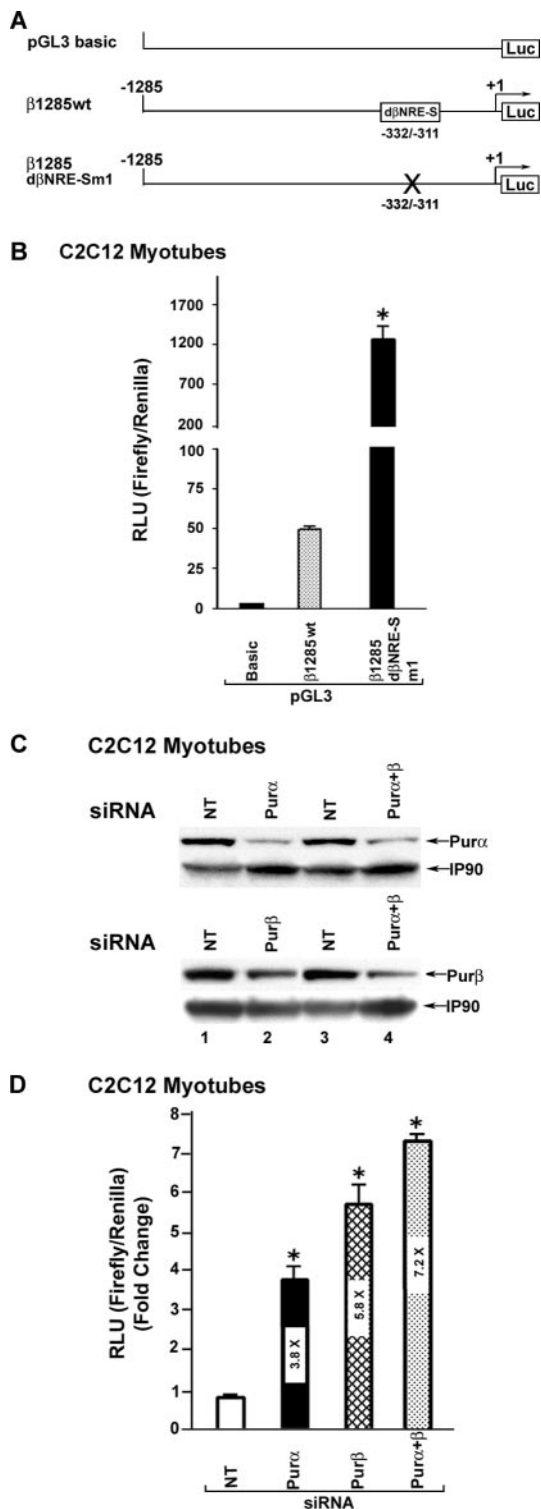 A
pGL3 basic
Luc
β1285wt
-1285
dβNRE-S
-332/-311
+1
Luc
β1285
dβNRE-Sm1
-1285
X
-332/-311
+1
Luc
B C2C12 Myotubes
RLU (Firefly/Renilla)
1700
1200
700
200
100
75
50
25
0
*
Basic
β1285wt
β1285
dβNRE-S
m1
pGL3
C C2C12 Myotubes
siRNA
NT
Purα
NT
Purα+β
Purα
IP90
siRNA
NT
Purβ
NT
Purα+β
Purβ
IP90
1 2 3 4
D C2C12 Myotubes
RLU (Firefly/Renilla)
(Fold Change)
8
7
6
5
4
3
2
1
0
*
*
*
3.8 X
5.8 X
7.2 X
NT
Purα
Purβ
Purα+β
siRNA